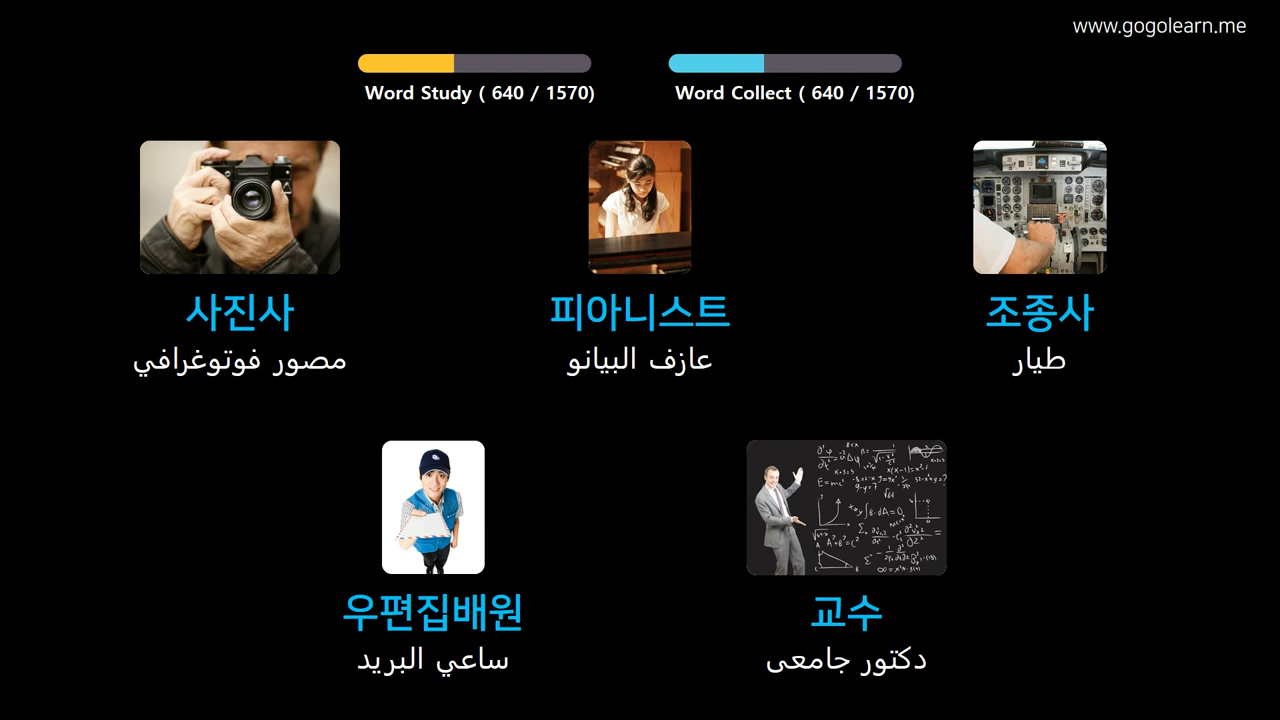 www.gogolearn.me
Word Study ( 640 / 1570)
Word Collect ( 640 / 1570)
사진사
피아니스트
조종사
مصور فوتوغرافي
عازف البيانو
طيار
우편집배원
교수
ساعي البريد
دكتور جامعى